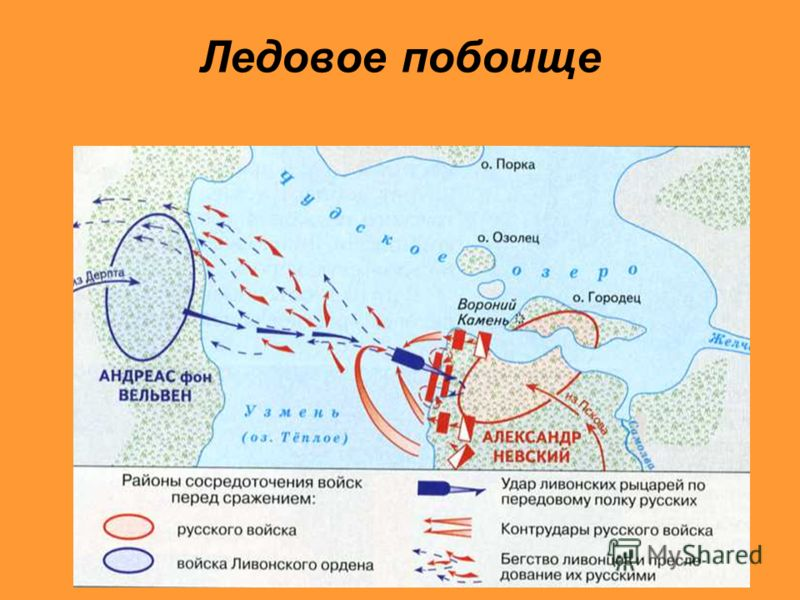 Ледовое побоище
о. Порка
Чудское озеро
о. Озолец
из Дерпта
Вороний
Камень
о. Городец
Желча
АНДРЕАС фон
ВЕЛЬВЕН
Узмень
(оз. Тёплое)
из Пскова
Самолва
АЛЕКСАНДР
НЕВСКИЙ
Районы сосредоточения войск
перед сражением:
русского войска
войска Ливонского ордена
Удар ливонских рыцарей по
передовому полку русских
Контрудары русского войска
Бегство ливонцев и пресле-
дование их русскими
MyShared